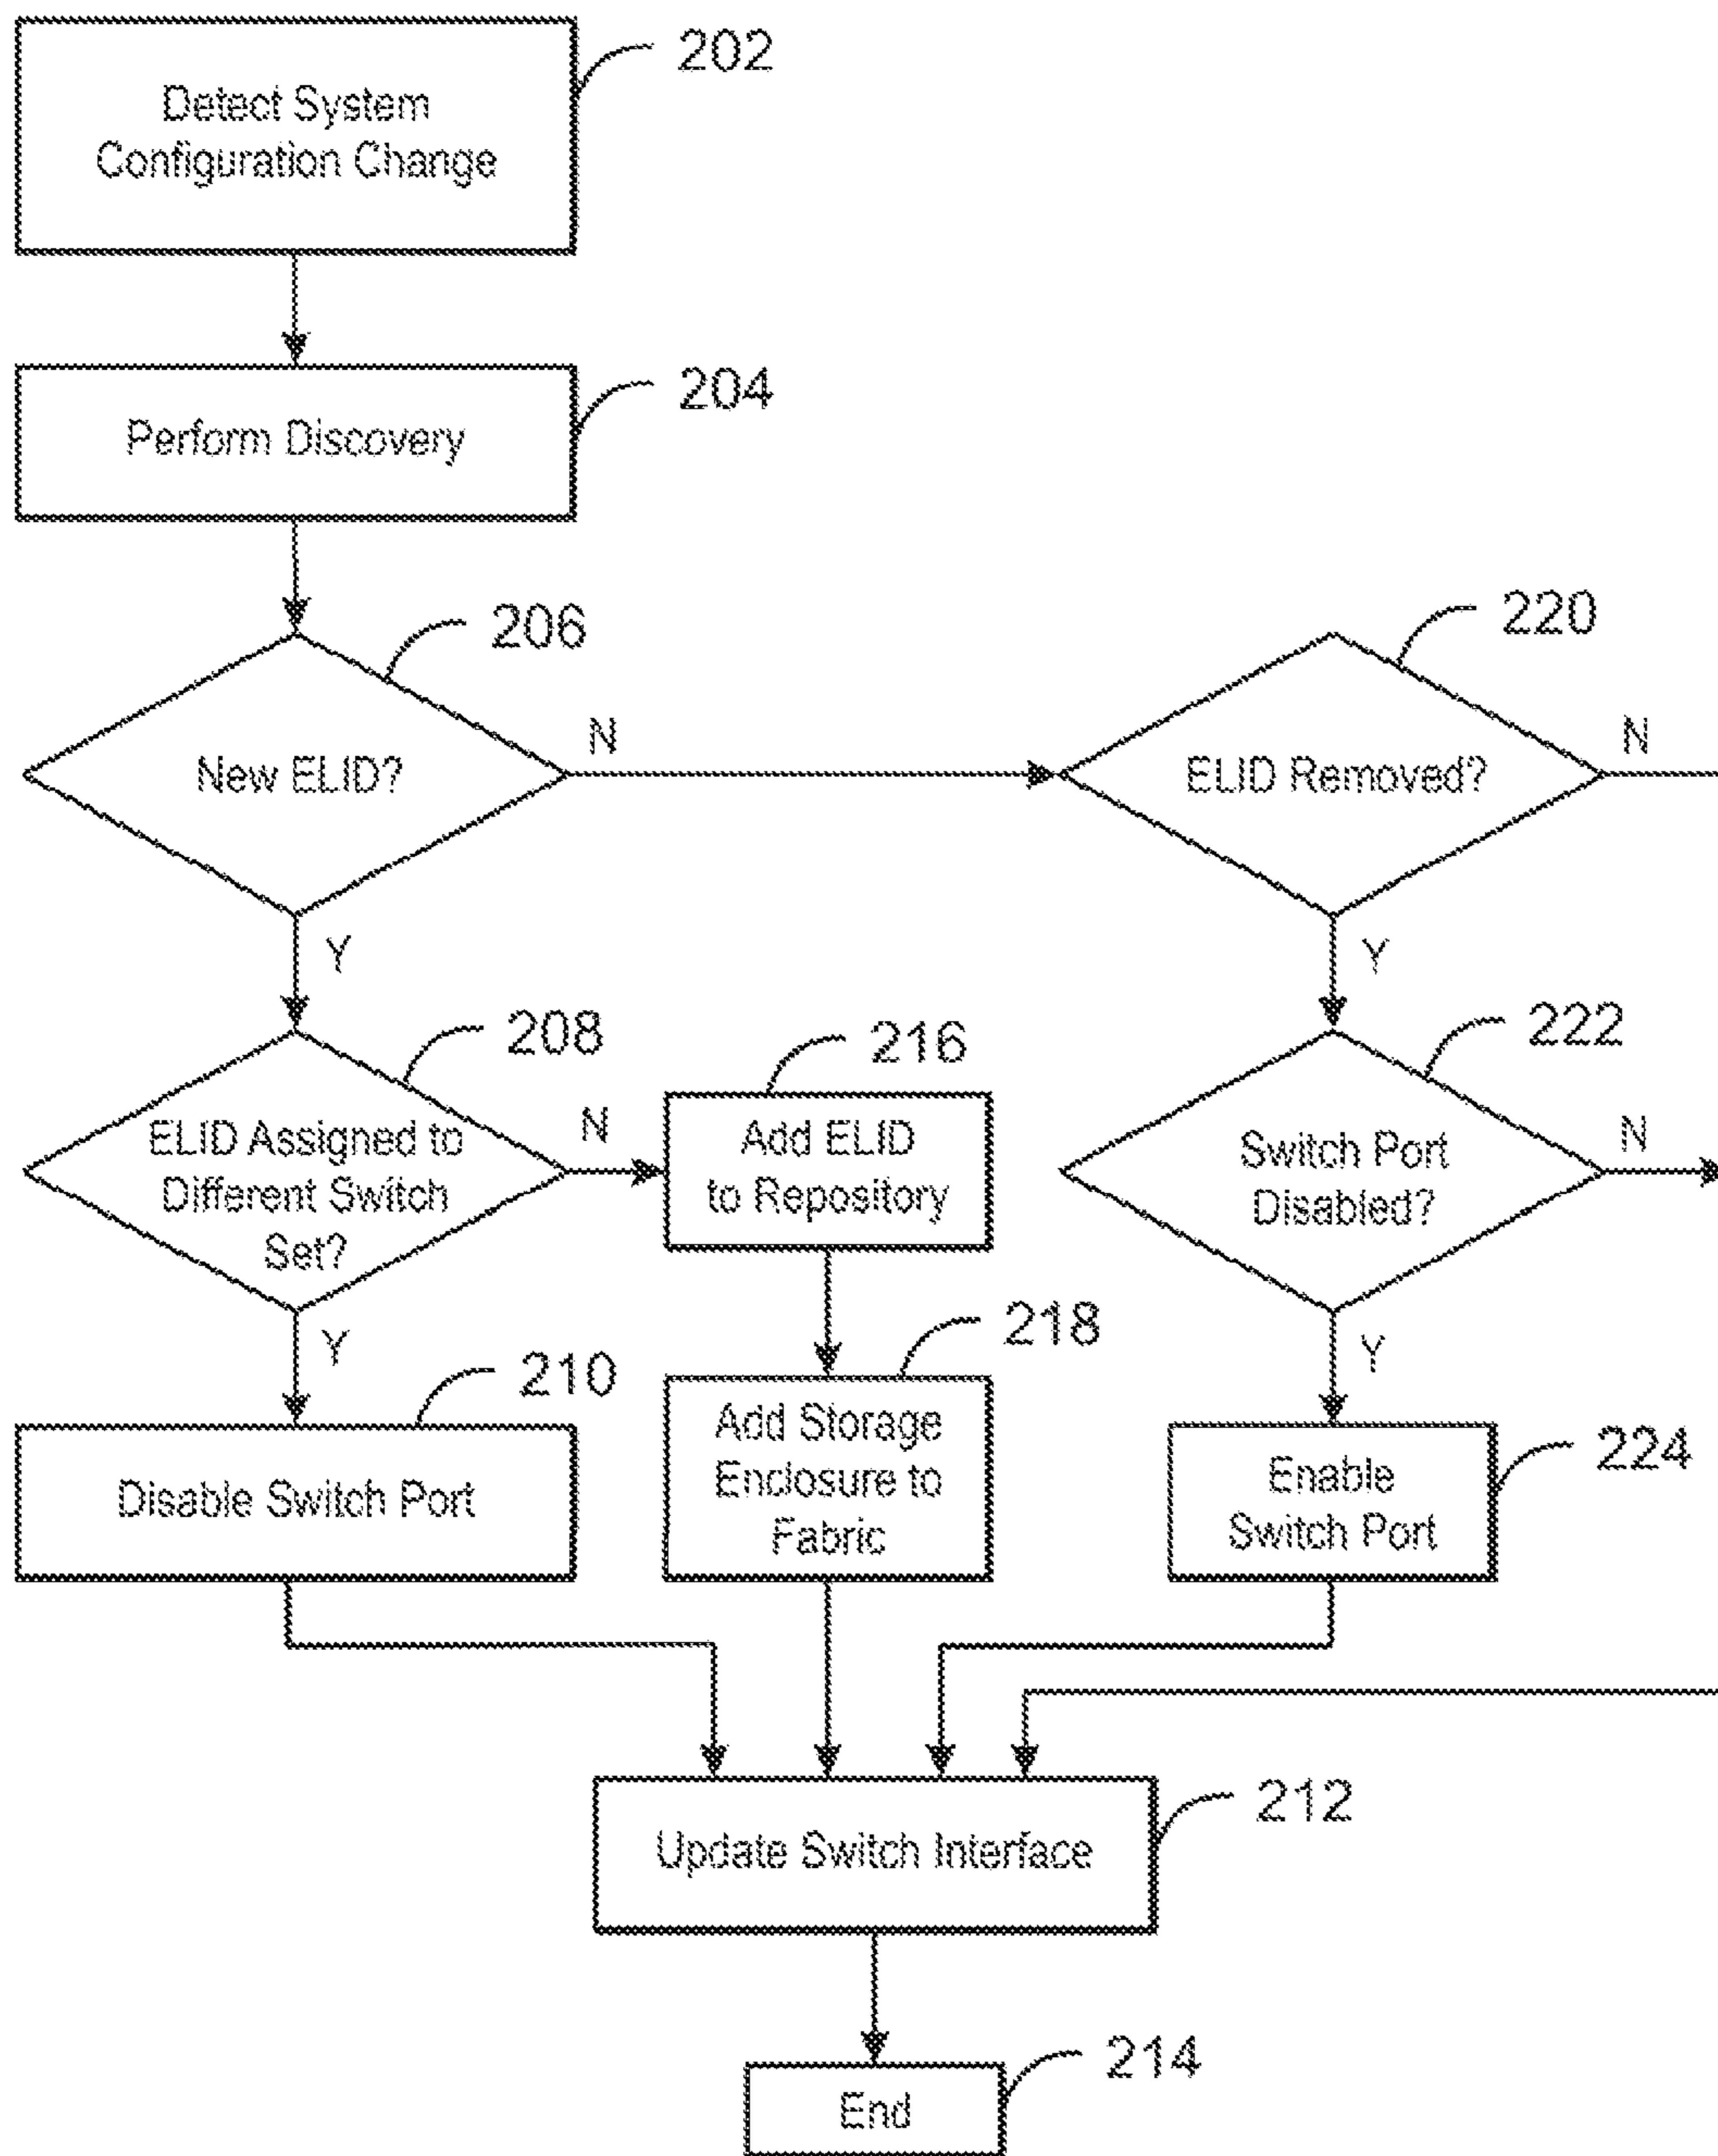 202
Detect System
Configuration Change
204
Perform Discovery
206
New ELID?
N
220
ELID Removed?
N
Y
Y
208
ELID Assigned to
Different Switch
Set?
N
216
Add ELID
to Repository
222
Switch Port
Disabled?
N
Y
Y
210
Disable Switch Port
218
Add Storage
Enclosure to
Fabric
224
Enable
Switch Port
212
Update Switch Interface
214
End